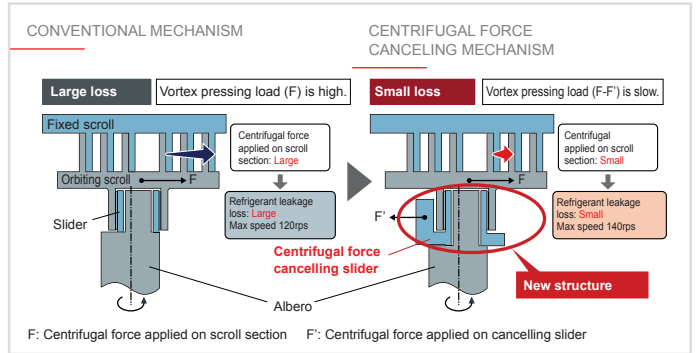 CONVENTIONAL MECHANISM
CENTRIFUGAL FORCE
CANCELING MECHANISM
Large loss
Vortex pressing load (F) is high.
Small loss
Vortex pressing load (F-F') is slow.
Fixed scroll
Centrifugal force
applied on scroll
section: Large
Centrifugal
applied on scroll
section: Small
Orbiting scroll
F
F
Refrigerant leakage
loss: Large
Max speed 120rps
Refrigerant leakage
loss: Small
Max speed 140rps
Slider
F'
Centrifugal force
cancelling slider
New structure
Albero
F: Centrifugal force applied on scroll section
F': Centrifugal force applied on cancelling slider